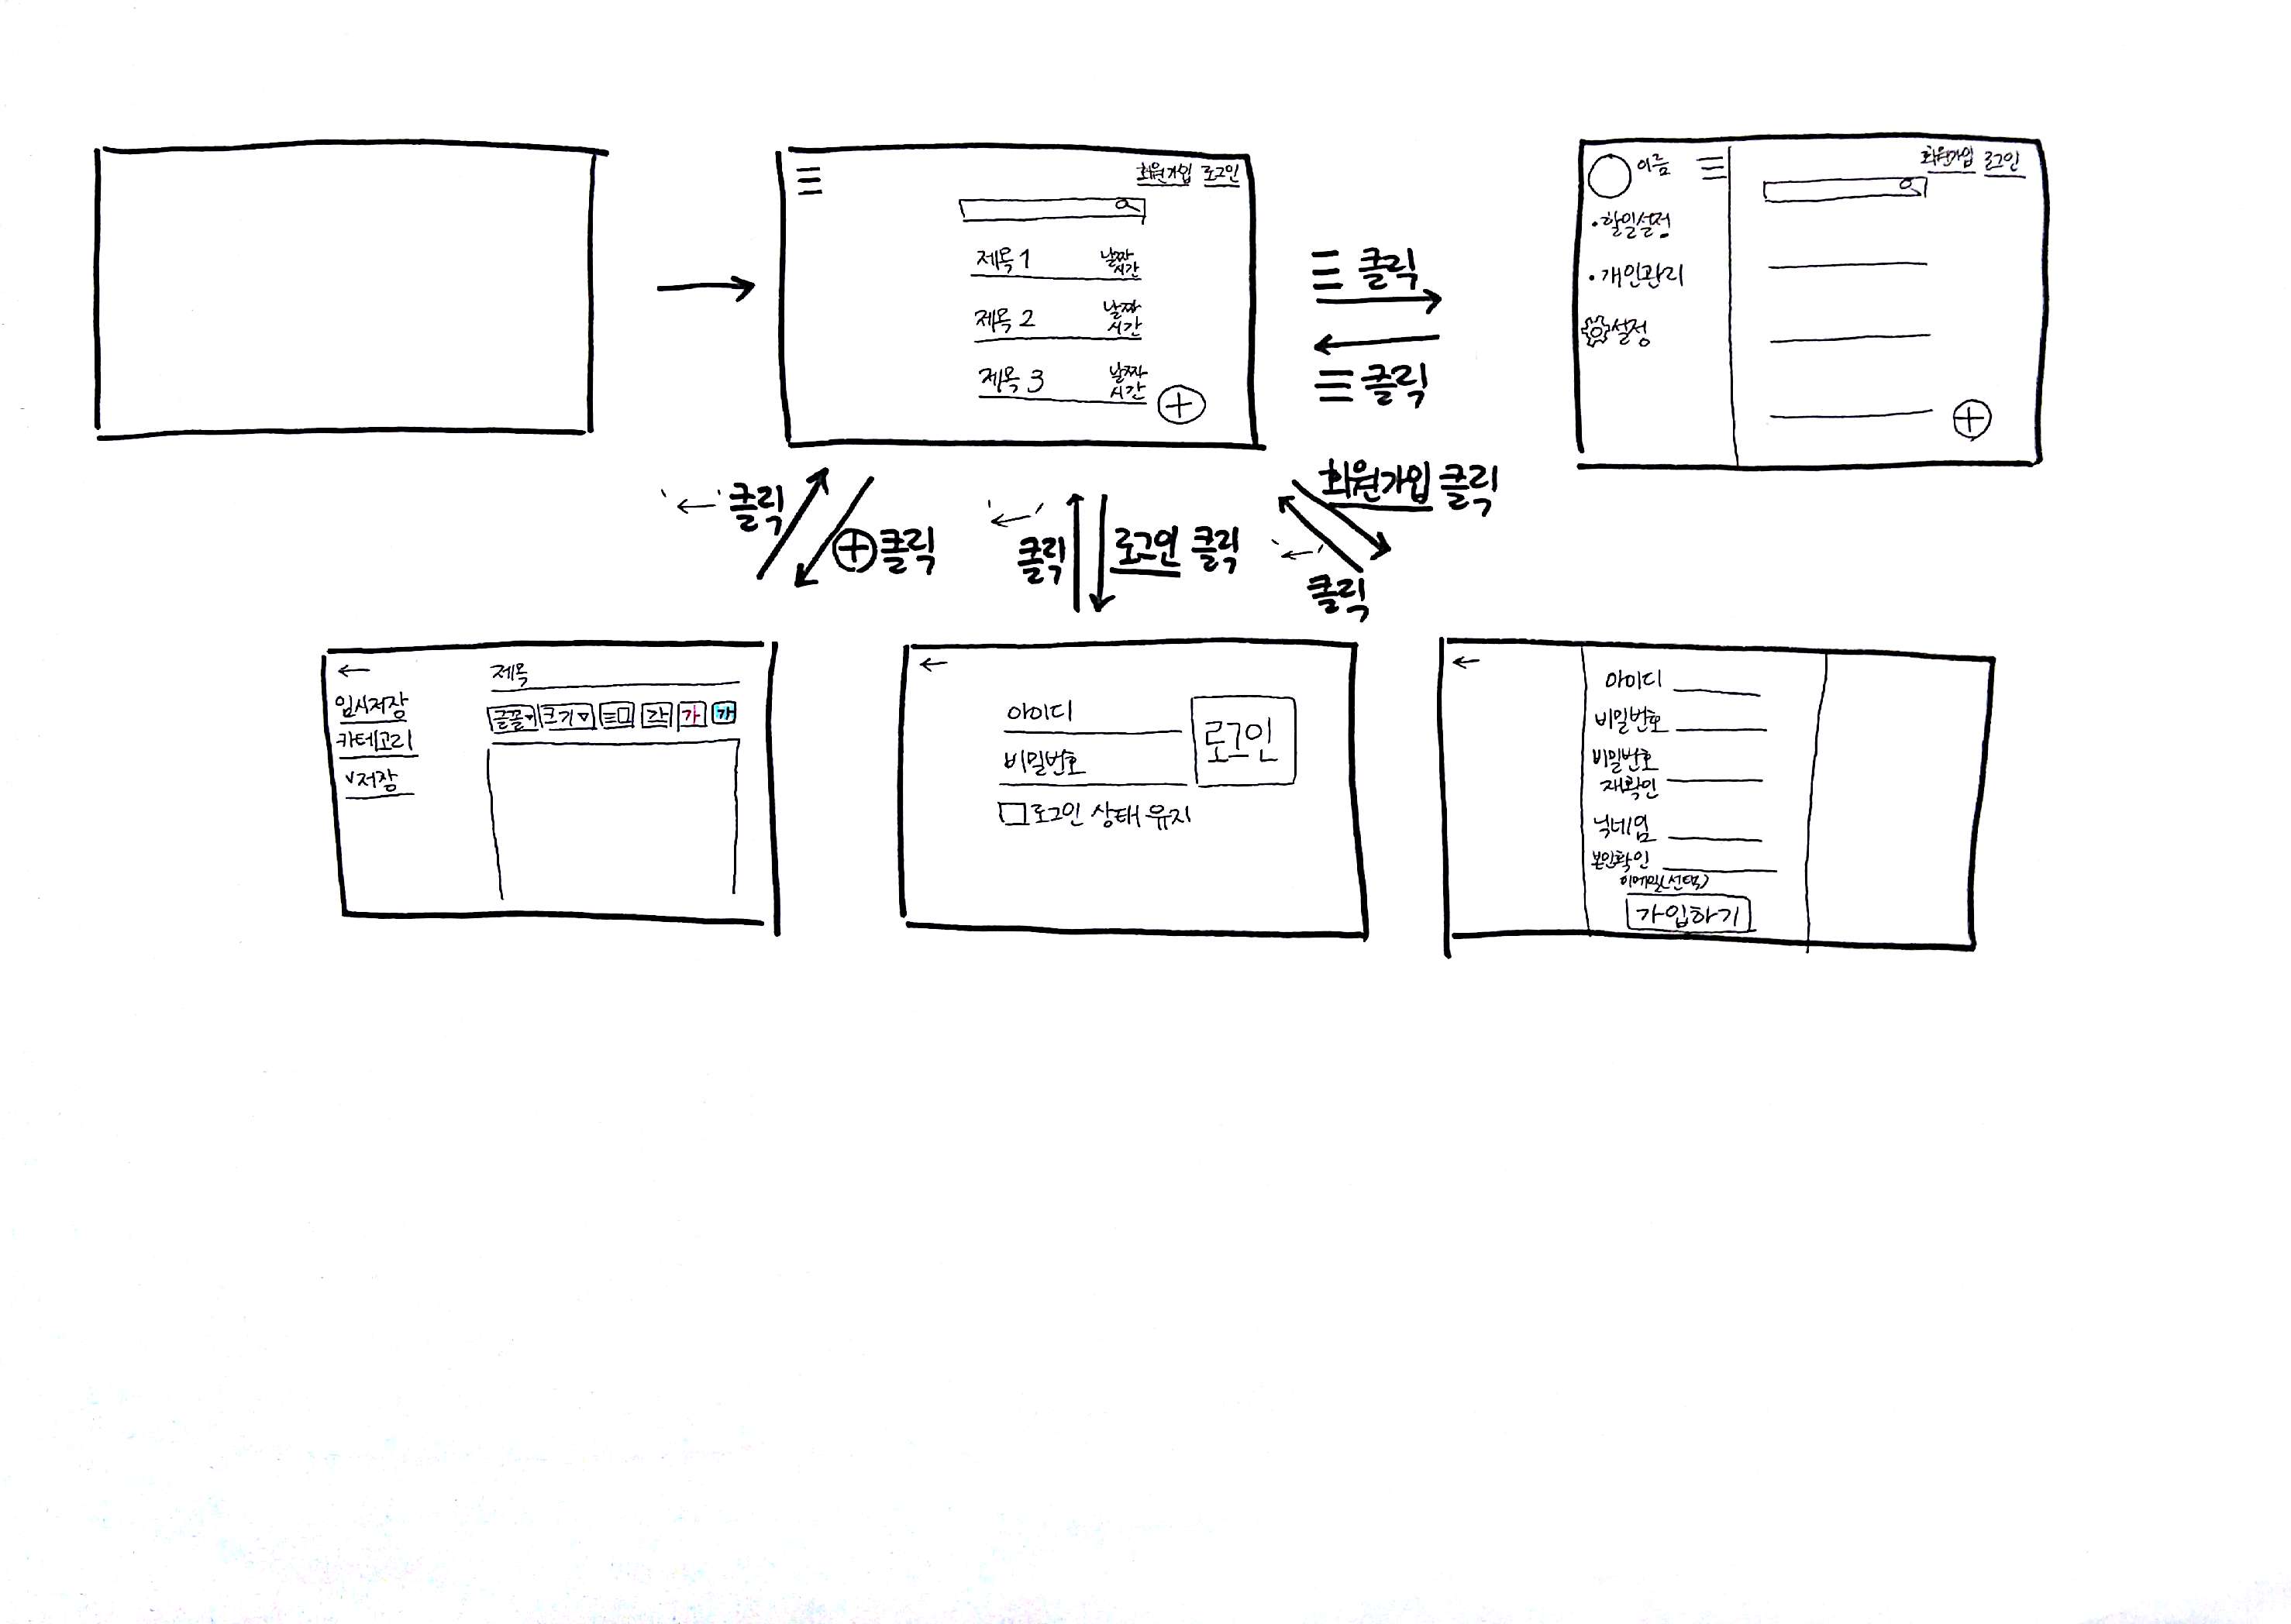 회원가입 로그인
제목 1 날짜
시간
제목 2 날짜
시간
제목 3 날짜
시간
클릭
클릭
이름
회원가입 로그인
•할일설정
•개인관리
설정
클릭
클릭
클릭
로그인 클릭
회원가입 클릭
클릭
제목
임시저장
카테고리
v저장
글꼴 크기 가 가 가
아이디
비밀번호
로그인
로그인 상태 유지
아이디
비밀번호
비밀번호
재확인
닉네임
본인확인
이메일(선택)
가입하기